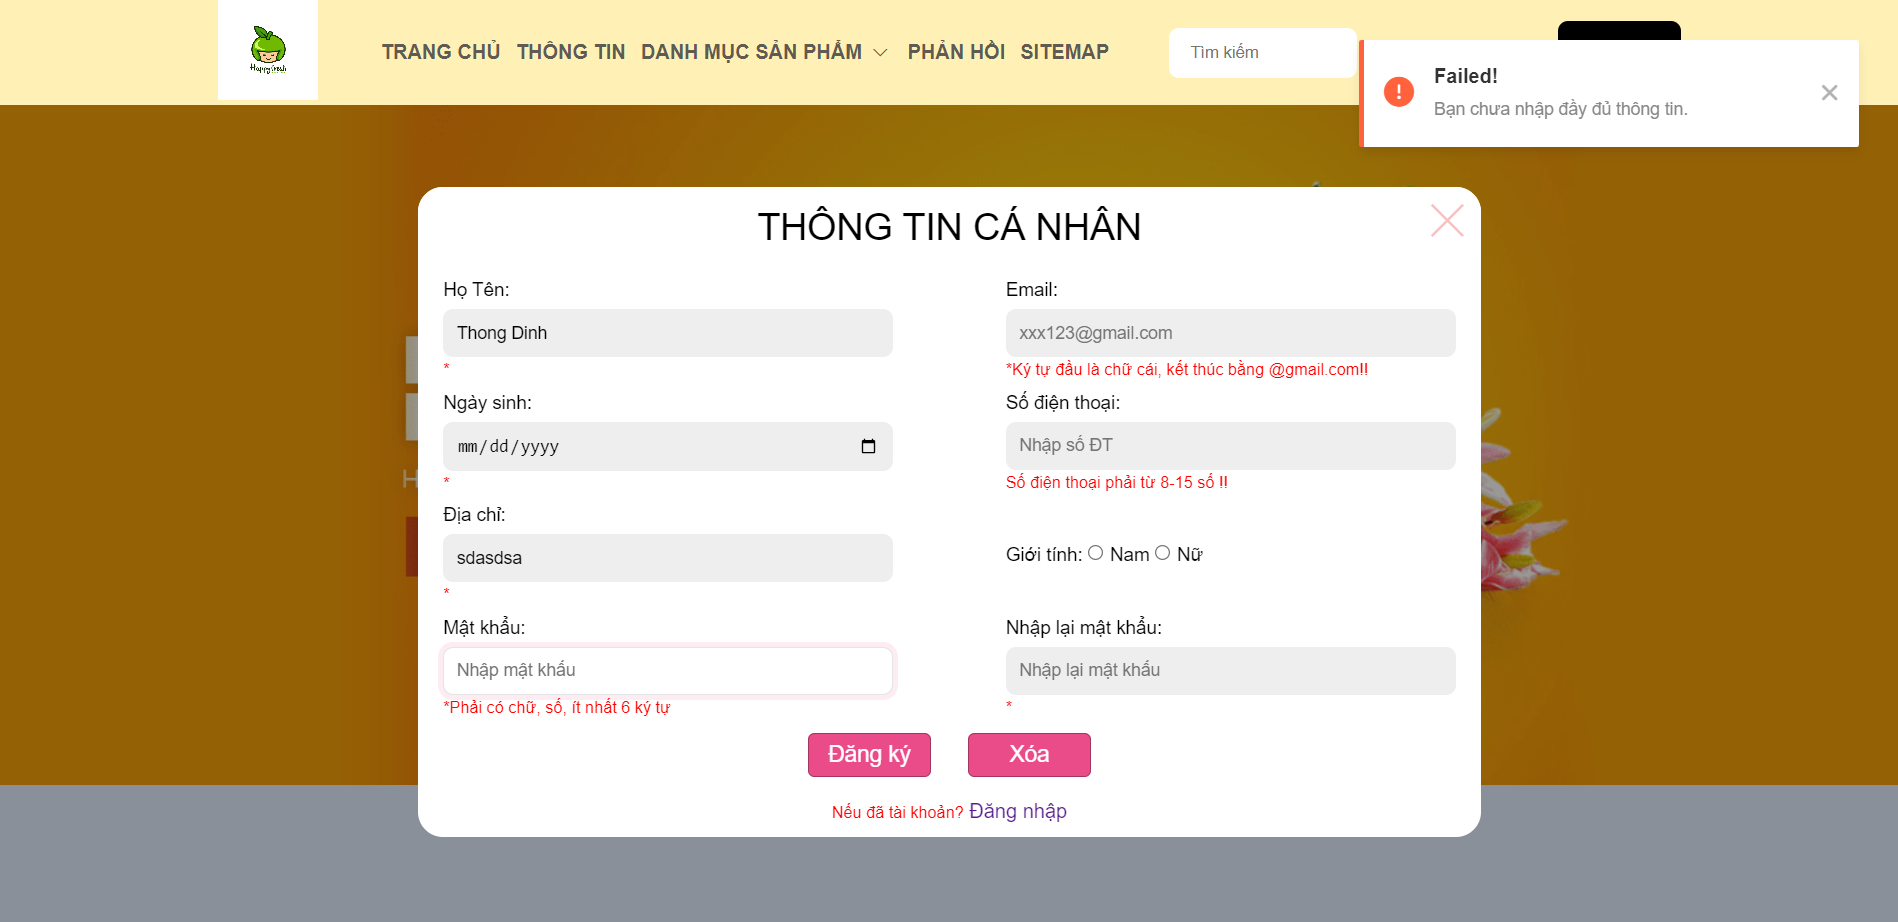 Happy fresh
TRANG CHỦ THÔNG TIN DANH MỤC SẢN PHẨM PHẢN HỒI SITEMAP
Tìm kiếm
Failed!
Bạn chưa nhập đầy đủ thông tin.
THÔNG TIN CÁ NHÂN
Họ Tên:
Thong Dinh
*
Email:
xxx123@gmail.com
*Ký tự đầu là chữ cái, kết thúc bằng @gmail.com!!
Ngày sinh:
mm/dd/yyyy
*
Số điện thoại:
Nhập số ĐT
Số điện thoại phải từ 8-15 số !!
Địa chỉ:
sdasdsa
*
Giới tính: Nam Nữ
Mật khẩu:
Nhập mật khẩu
*Phải có chữ, số, ít nhất 6 ký tự
Nhập lại mật khẩu:
Nhập lại mật khẩu
*
Đăng ký Xóa
Nếu đã tài khoản? Đăng nhập
H